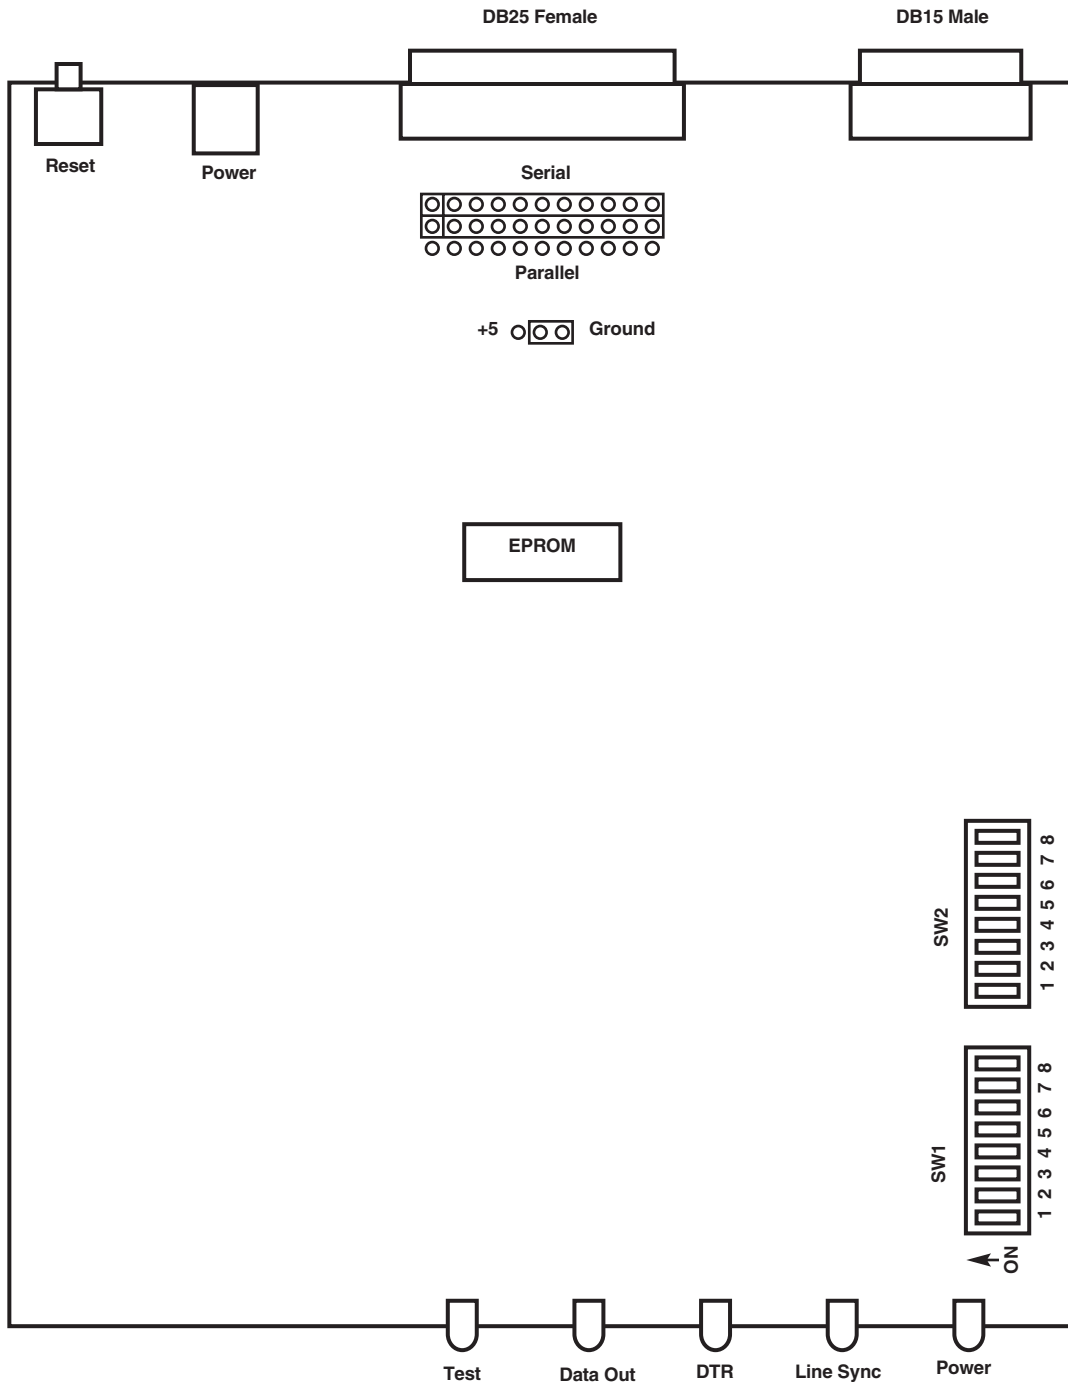 DB25 Female
DB15 Male
Reset
Power
Serial
Parallel
+5
Ground
EPROM
SW2
1 2 3 4 5 6 7 8
SW1
1 2 3 4 5 6 7 8
ON
Test
Data Out
DTR
Line Sync
Power